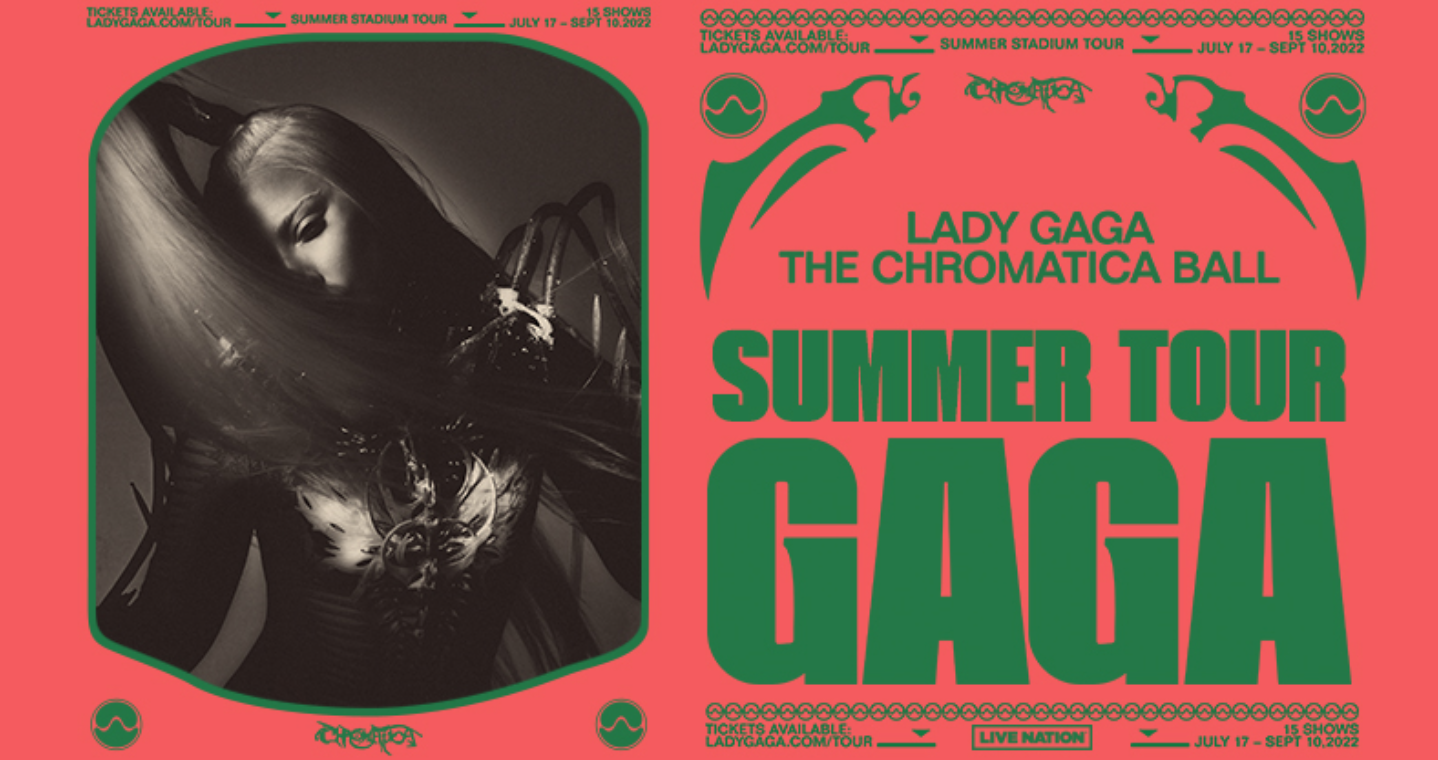 TICKETS AVAILABLE:
LADYGAGA.COM/TOUR
SUMMER STADIUM TOUR
15 SHOWS
JULY 17 – SEPT 10,2022
CHROMATICA
TICKETS AVAILABLE:
LADYGAGA.COM/TOUR
SUMMER STADIUM TOUR
15 SHOWS
JULY 17 – SEPT 10,2022
CHROMATICA
LADY GAGA
THE CHROMATICA BALL
SUMMER TOUR
GAGA
TICKETS AVAILABLE:
LADYGAGA.COM/TOUR
LIVE NATION
15 SHOWS
JULY 17 – SEPT 10,2022